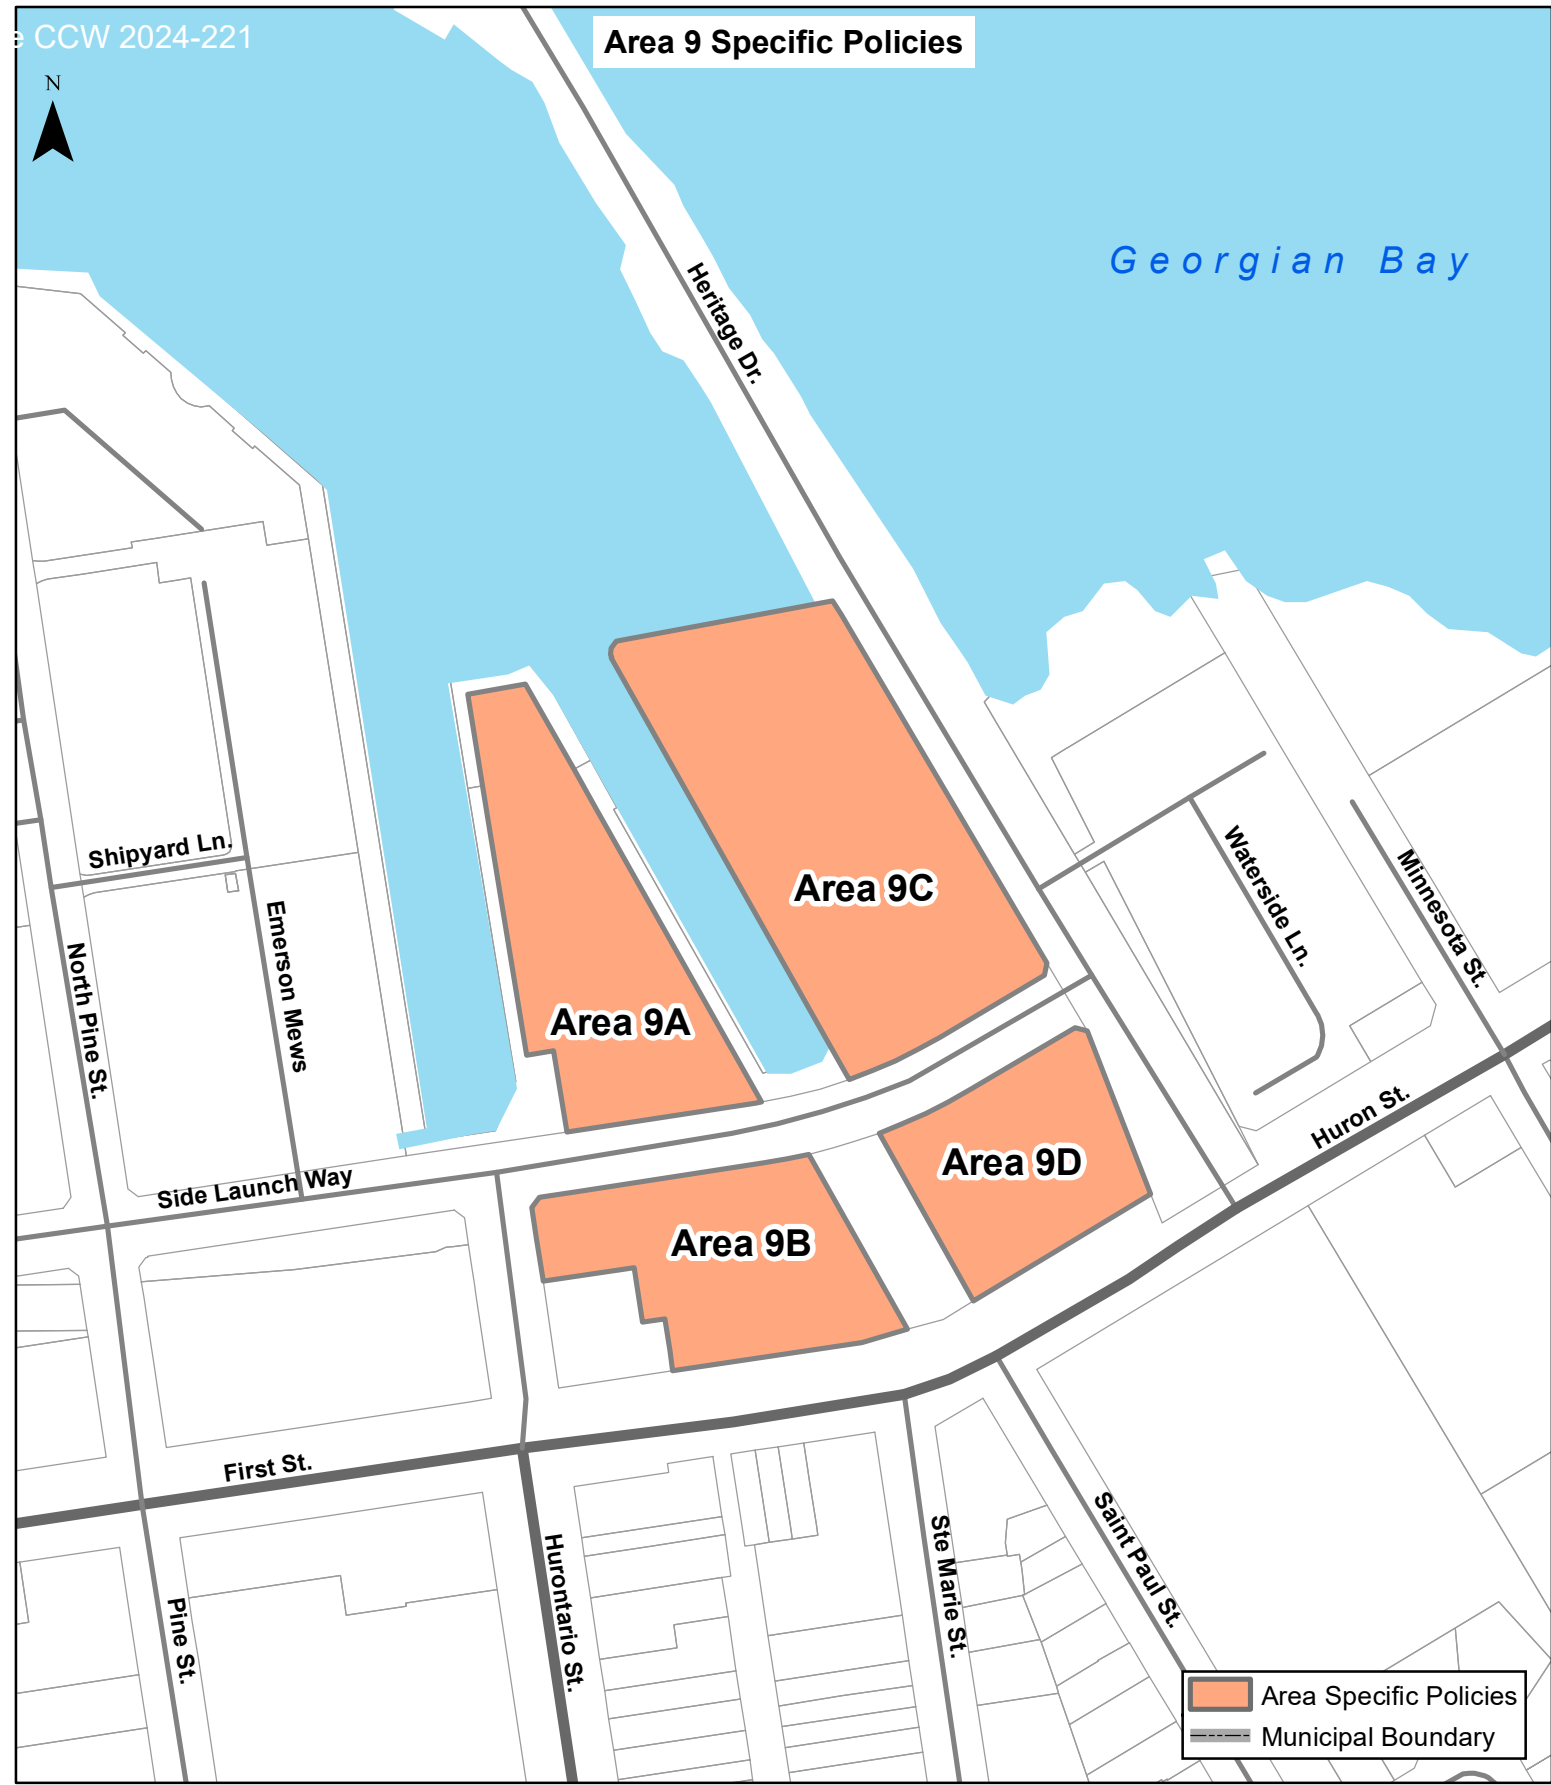 e CCW 2024-221
Area 9 Specific Policies
N
Georgian Bay
Heritage Dr.
Shipyard Ln.
Emerson Mews
North Pine St.
Area 9C
Area 9A
Waterside Ln.
Minnesota St.
Huron St.
Area 9D
Side Launch Way
Area 9B
First St.
Hurontario St.
Pine St.
Ste Marie St.
Saint Paul St.
Area Specific Policies
Municipal Boundary